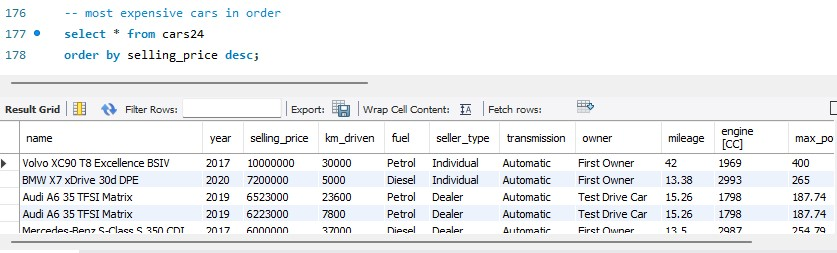 176 -- most expensive cars in order
177 select * from cars24
178 order by selling_price desc;
Result Grid Filter Rows: Export: Wrap Cell Content: Fetch rows:
name year selling_price km_driven fuel seller_type transmission owner mileage engine [CC] max_po
Volvo XC90 T8 Excellence BSIV 2017 10000000 30000 Petrol Individual Automatic First Owner 42 1969 400
BMW X7 xDrive 30d DPE 2020 7200000 5000 Diesel Individual Automatic First Owner 13.38 2993 265
Audi A6 35 TFSI Matrix 2019 6523000 23600 Petrol Dealer Automatic Test Drive Car 15.26 1798 187.74
Audi A6 35 TFSI Matrix 2019 6223000 7800 Petrol Dealer Automatic Test Drive Car 15.26 1798 187.74
Mercedes-Benz S-Class S 350 CDI 2017 6000000 37000 Diesel Dealer Automatic First Owner 13.5 2987 254.79